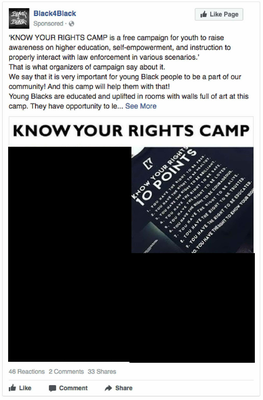 Black4Black
Sponsored ·
Like Page
'KNOW YOUR RIGHTS CAMP is a free campaign for youth to raise
awareness on higher education, self-empowerment, and instruction to
properly interact with law enforcement in various scenarios.'
That is what organizers of campaign say about it.
We say that it is very important for young Black people to be a part of our
community! And this camp will help them with that!
Young Blacks are educated and uplifted in rooms with walls full of art at this
camp. They have opportunity to le... See More
KNOW YOUR RIGHTS CAMP
KNOW YOUR RIGHTS
10 POINTS
46 Reactions 2 Comments 33 Shares
Like Comment Share